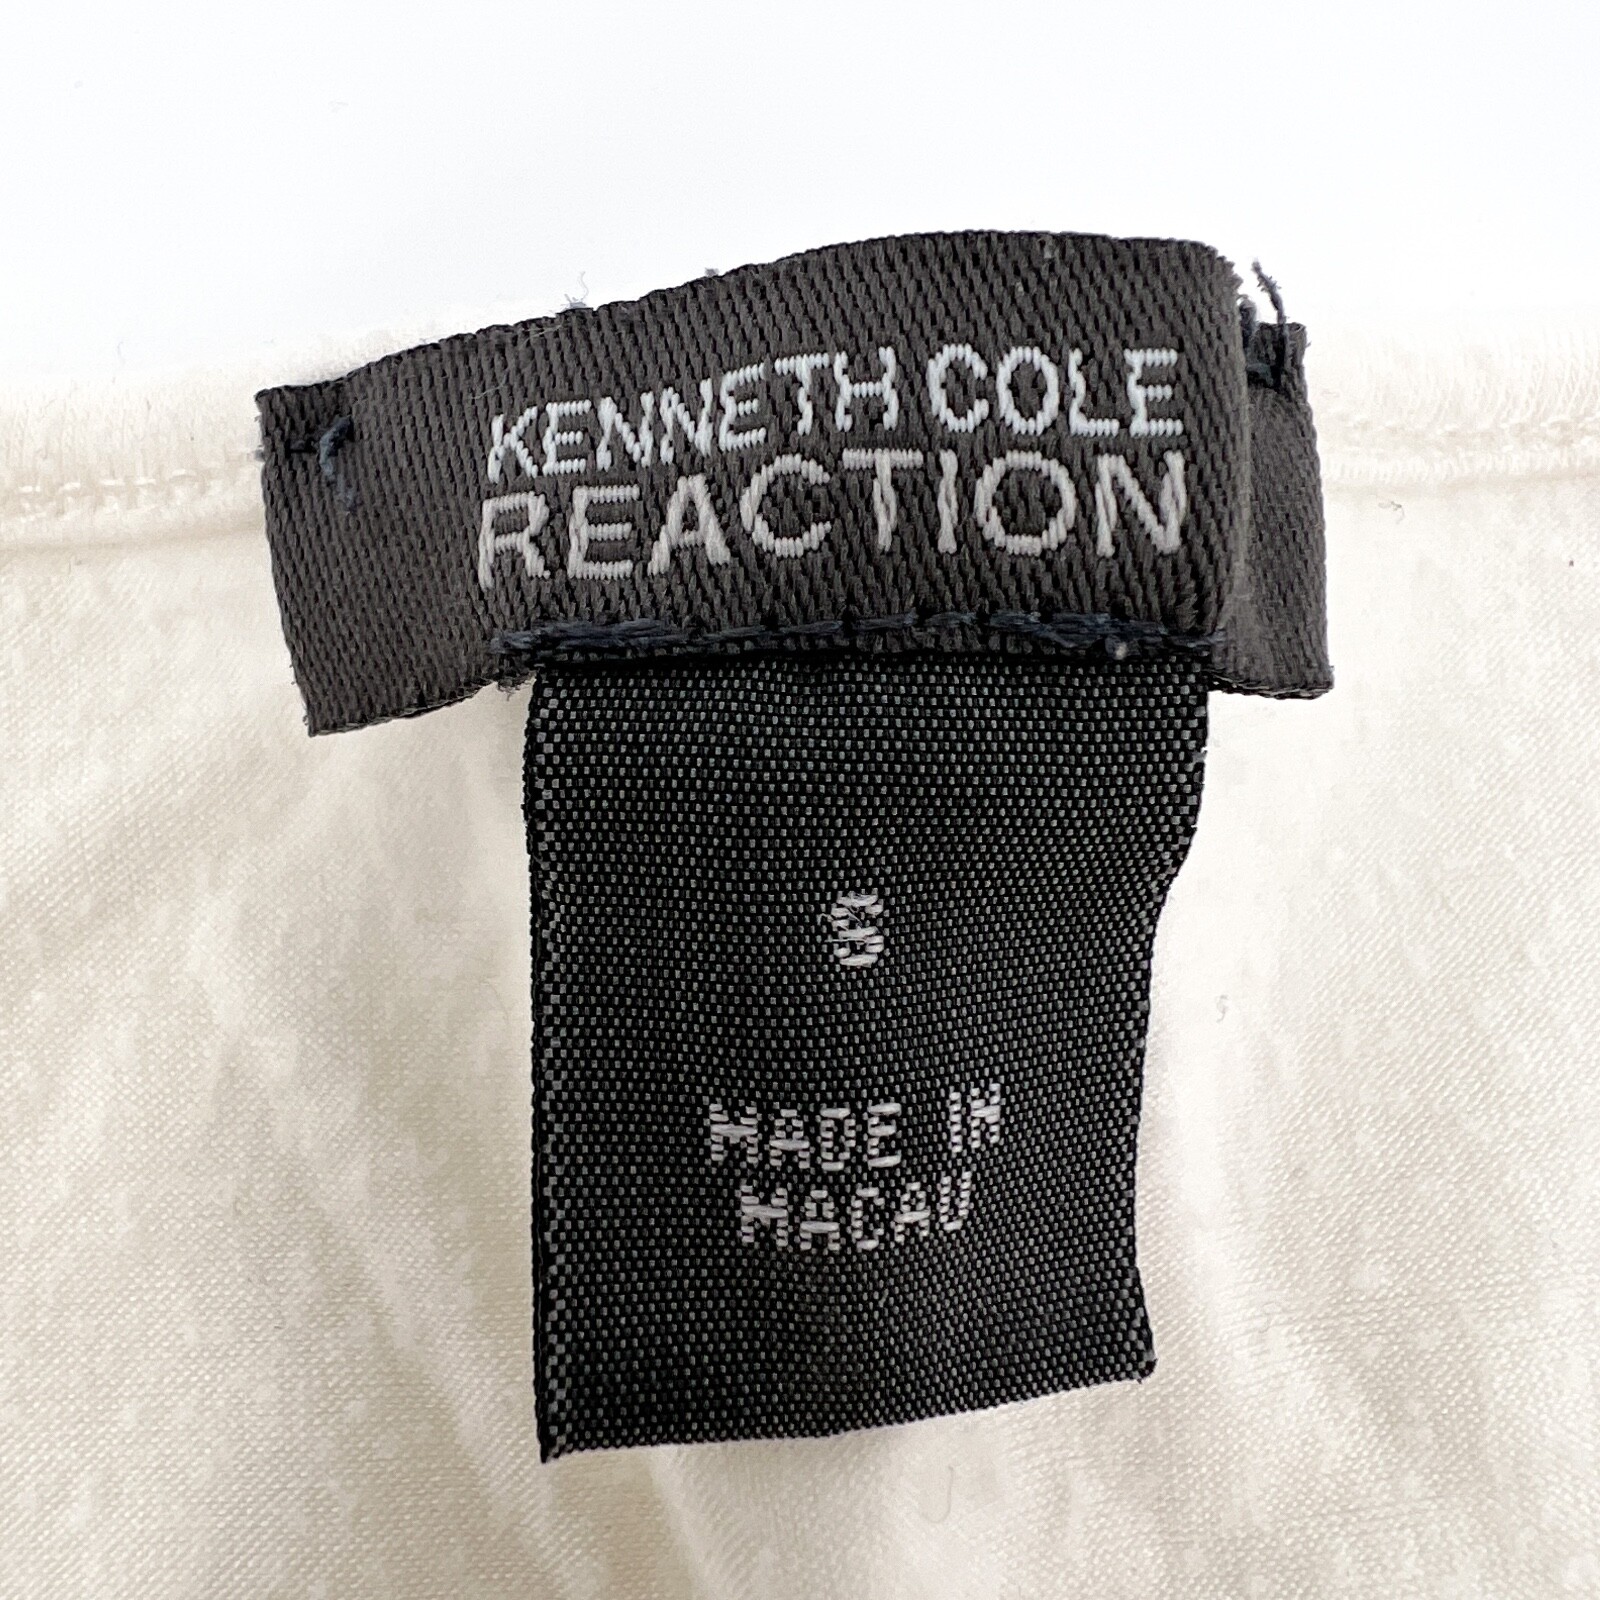 KENNETH COLE
REACTION
S
MADE IN
MACAU